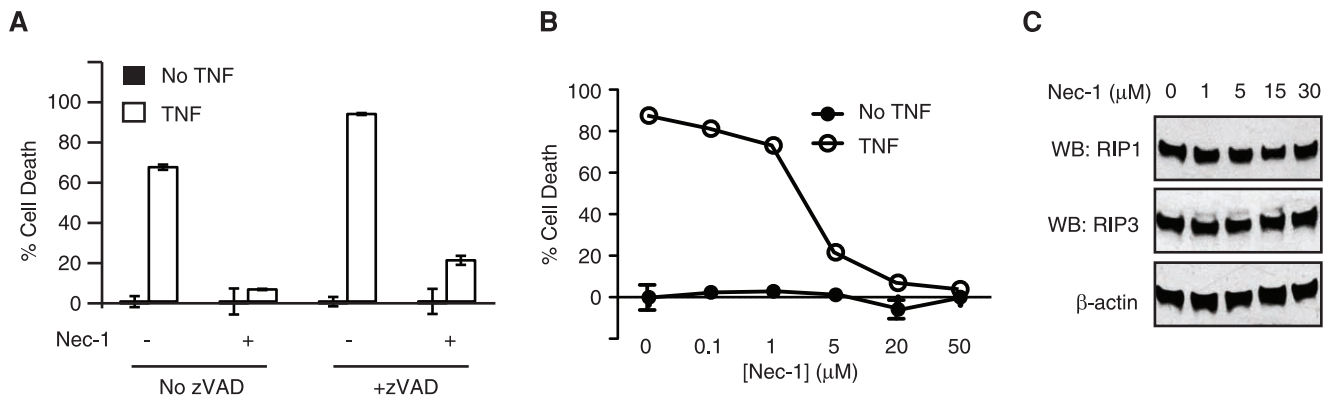 A
No TNF
TNF
% Cell Death
100
80
60
40
20
0
Nec-1 - + - +
No zVAD +zVAD
B
No TNF
TNF
% Cell Death
100
80
60
40
20
0
0 0.1 1 5 20 50
[Nec-1] (μM)
C
Nec-1 (μM) 0 1 5 15 30
WB: RIP1
WB: RIP3
β-actin